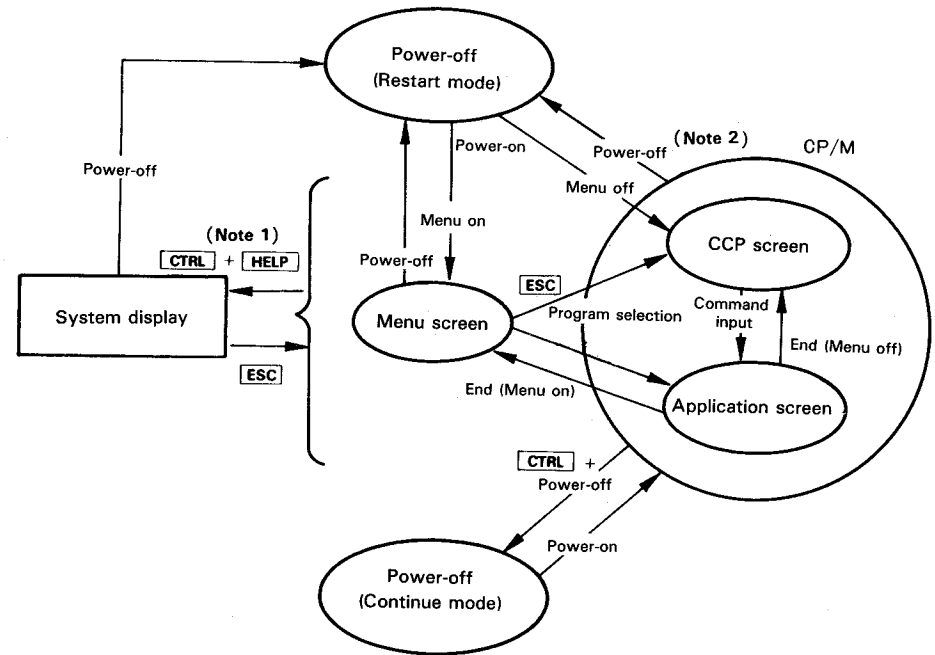 Power-off
(Restart mode)
Power-on
(Note 2)
Power-off
CP/M
Power-off
Menu off
Menu on
(Note 1)
CTRL + HELP
Power-off
CCP screen
System display
Menu screen
ESC
Program selection
Command
input
End (Menu off)
ESC
End (Menu on)
Application screen
CTRL +
Power-off
Power-on
Power-off
(Continue mode)